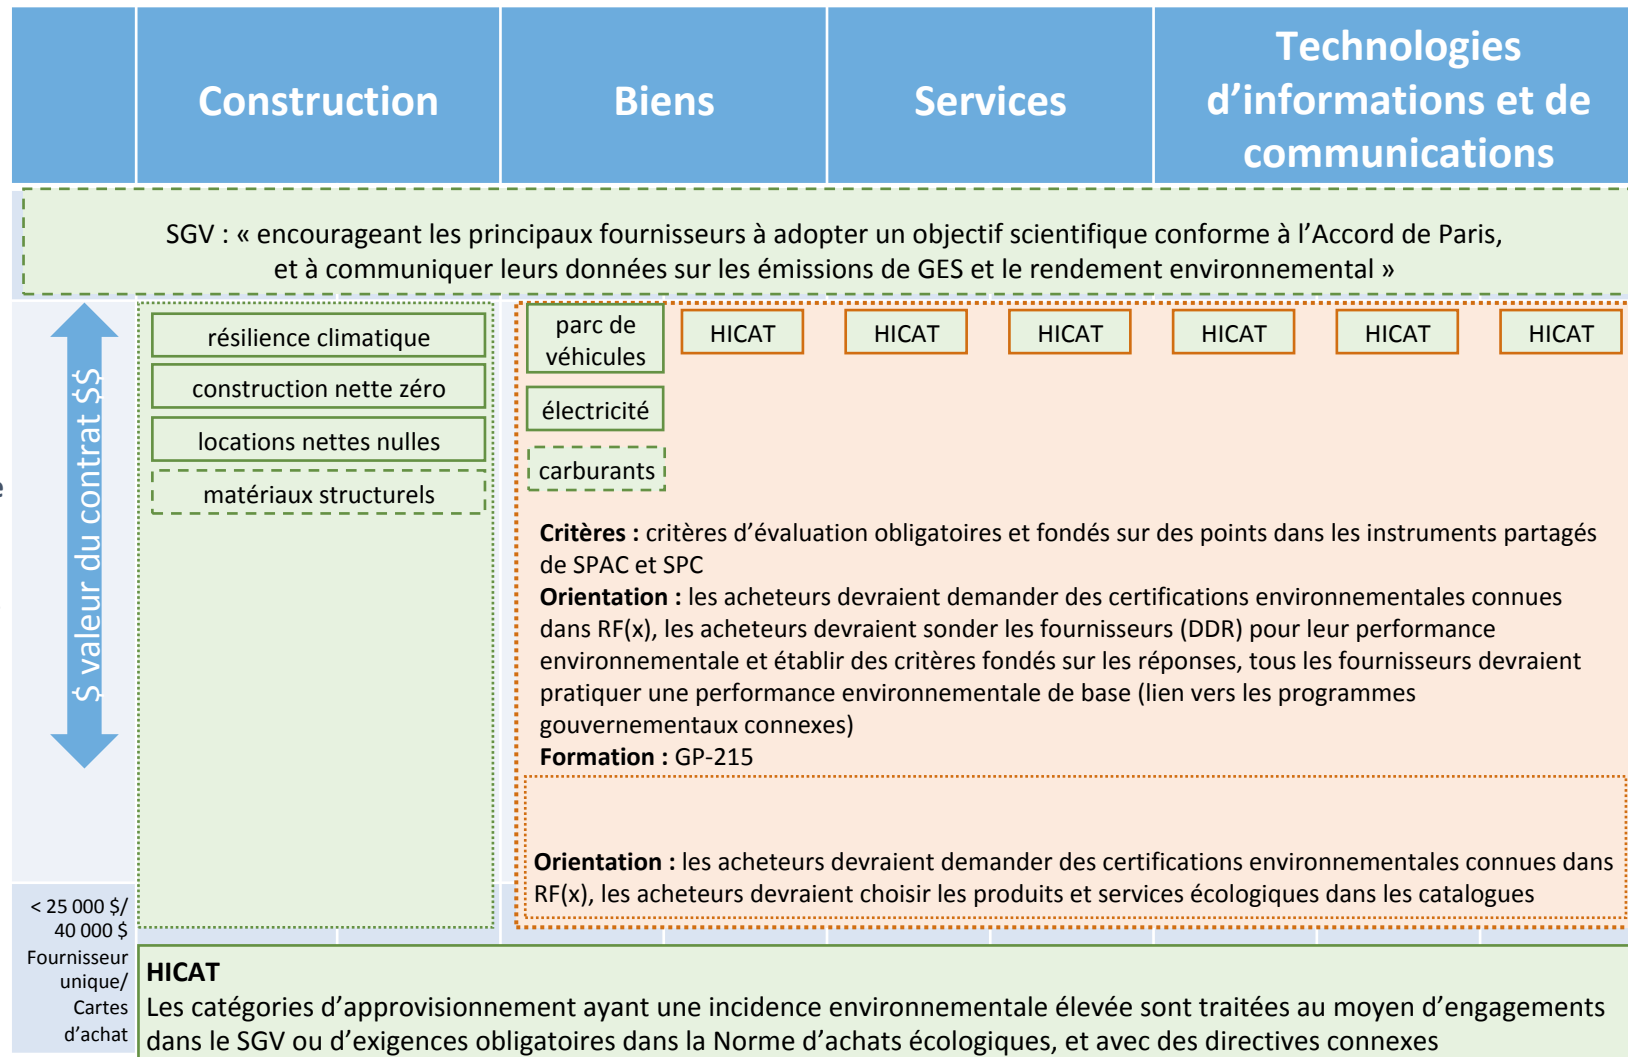 Construction
Biens
Services
Technologies
d’informations et de
communications
SGV : « encourageant les principaux fournisseurs à adopter un objectif scientifique conforme à l’Accord de Paris,
et à communiquer leurs données sur les émissions de GES et le rendement environnemental »
$ valeur du contrat $$
e
résilience climatique
construction nette zéro
locations nettes nulles
matériaux structurels
parc de
véhicules
électricité
carburants
HICAT
HICAT
HICAT
HICAT
HICAT
HICAT
Critères : critères d’évaluation obligatoires et fondés sur des points dans les instruments partagés
de SPAC et SPC
Orientation : les acheteurs devraient demander des certifications environnementales connues
dans RF(x), les acheteurs devraient sonder les fournisseurs (DDR) pour leur performance
environnementale et établir des critères fondés sur les réponses, tous les fournisseurs devraient
pratiquer une performance environnementale de base (lien vers les programmes
gouvernementaux connexes)
Formation : GP-215
Orientation : les acheteurs devraient demander des certifications environnementales connues dans
RF(x), les acheteurs devraient choisir les produits et services écologiques dans les catalogues
< 25 000 $/
40 000 $
Fournisseur
unique/
Cartes
d’achat
HICAT
Les catégories d’approvisionnement ayant une incidence environnementale élevée sont traitées au moyen d’engagements
dans le SGV ou d’exigences obligatoires dans la Norme d’achats écologiques, et avec des directives connexes